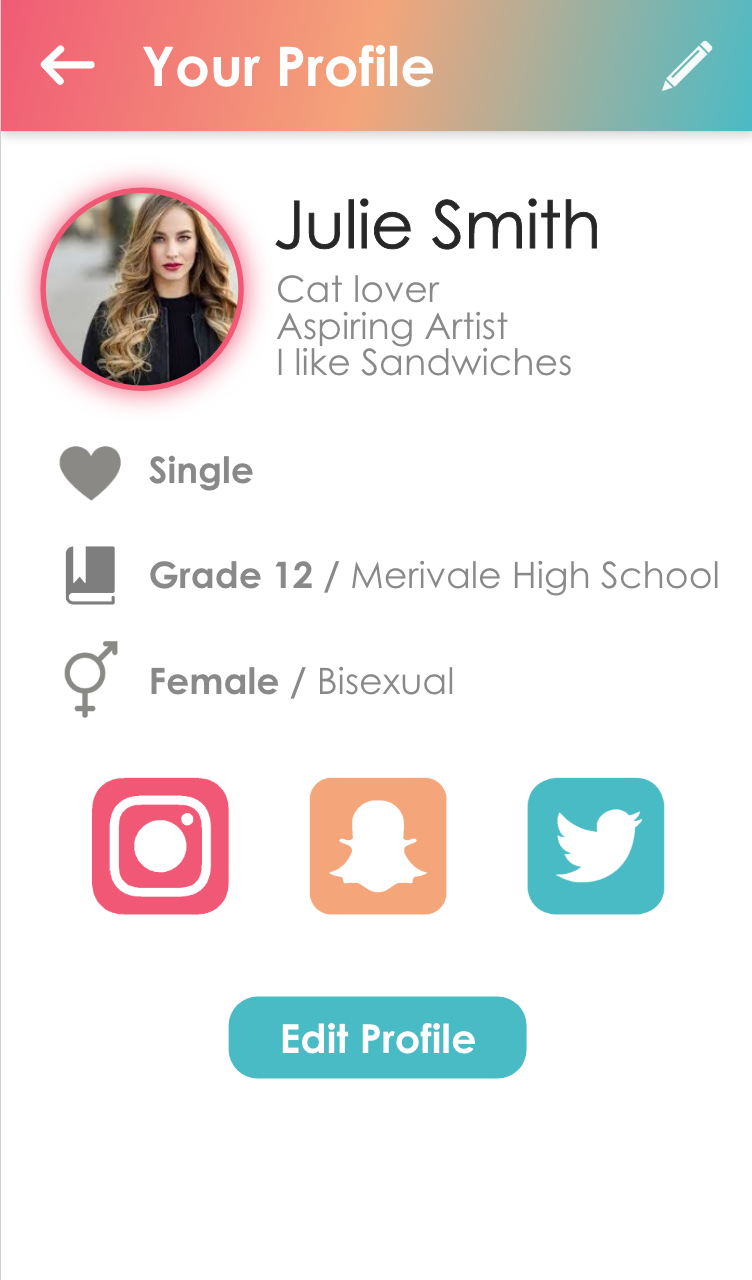 Your Profile
Julie Smith
Cat lover
Aspiring Artist
I like Sandwiches
Single
Grade 12 / Merivale High School
Female / Bisexual
Edit Profile